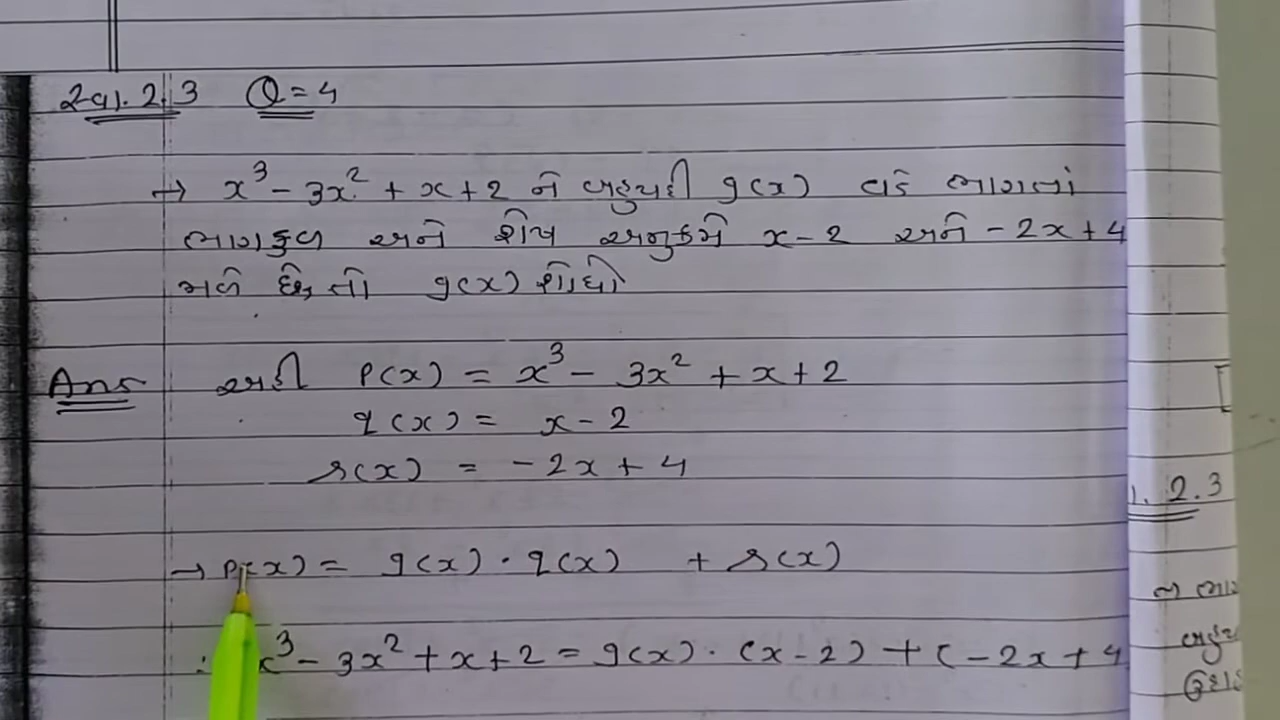 સ્વા. 2.3 Q=4
→ x³ - 3x² + x + 2 ને બહુપદી g(x) વડે ભાગતાં
ભાગફળ અને શેષ અનુક્રમે x-2 અને -2x+4
મળે છે, તો g(x) શોધો
Ans અહીં p(x) = x³ - 3x² + x + 2
q(x) = x - 2
r(x) = -2x + 4
→ p(x) = g(x) · q(x) + r(x)
∴ x³ - 3x² + x + 2 = g(x) · (x-2) + (-2x+4
1. 2.3